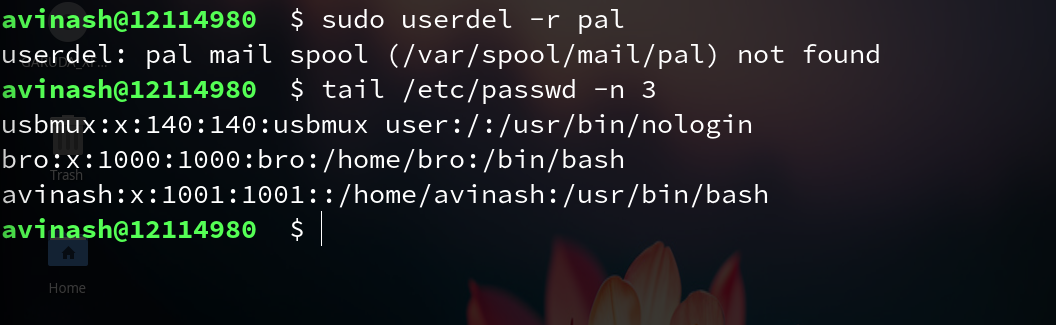 avinash@12114980  $ sudo userdel -r pal
userdel: pal mail spool (/var/spool/mail/pal) not found
avinash@12114980  $ tail /etc/passwd -n 3
usbmux:x:140:140:usbmux user:/:/usr/bin/nologin
bro:x:1000:1000:bro:/home/bro:/bin/bash
Trash
avinash:x:1001:1001::/home/avinash:/usr/bin/bash
avinash@12114980  $
Home